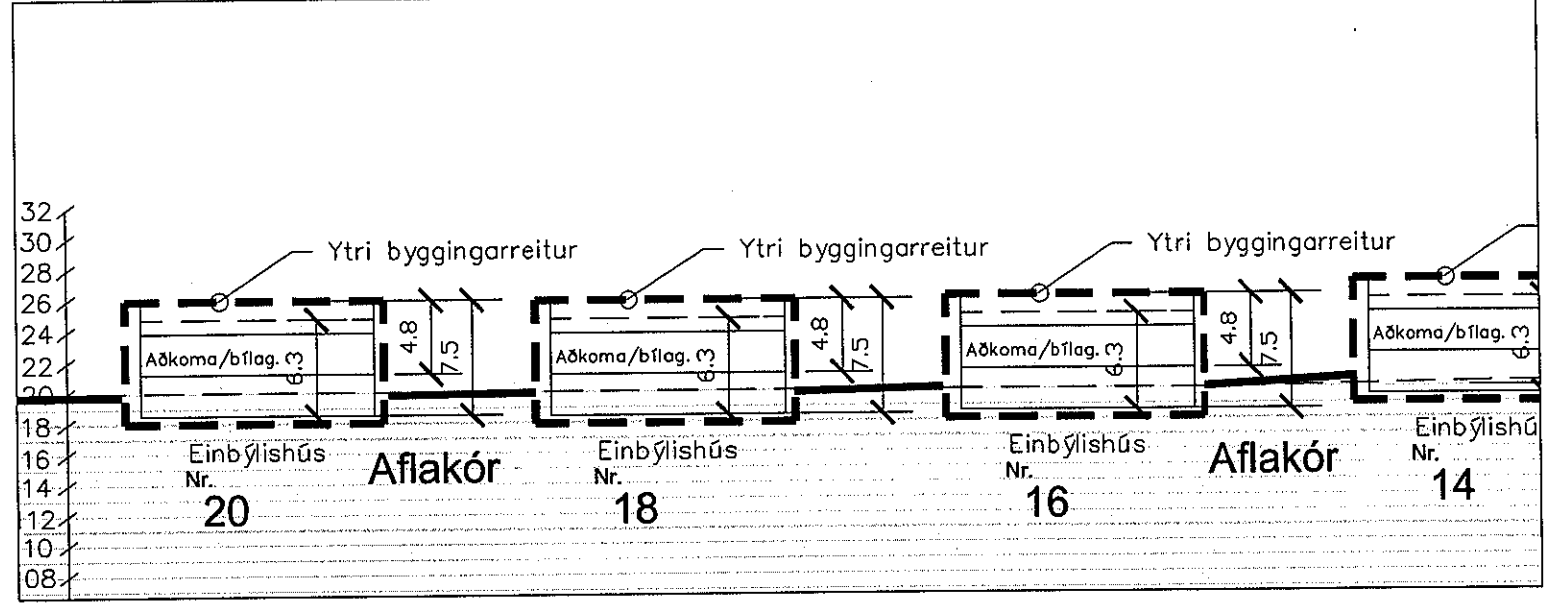 32
30
28
26
24
22
20
18
16
14
12
10
08
Ytri byggingarreitur
Aðkoma/bílag.
6.3
4.8
7.5
Einbýlishús
Nr.
20
Aflakór
Ytri byggingarreitur
Aðkoma/bílag.
6.3
4.8
7.5
Einbýlishús
Nr.
18
Ytri byggingarreitur
Aðkoma/bílag.
6.3
4.8
7.5
Einbýlishús
Nr.
16
Aflakór
Aðkoma/bílag.
6.3
Einbýlishú
Nr.
14